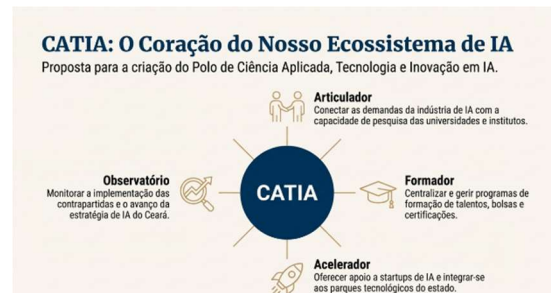 CATIA: O Coração do Nosso Ecossistema de IA
Proposta para a criação do Polo de Ciência Aplicada, Tecnologia e Inovação em IA.
Articulador
Conectar as demandas da indústria de IA com a
capacidade de pesquisa das universidades e institutos.
Observatório
Monitorar a implementação das
contrapartidas e o avanço da
estratégia de IA do Ceará.
CATIA
Formador
Centralizar e gerir programas de
formação de talentos, bolsas e
certificações.
Acelerador
Oferecer apoio a startups de IA e integrar-se
aos parques tecnológicos do estado.